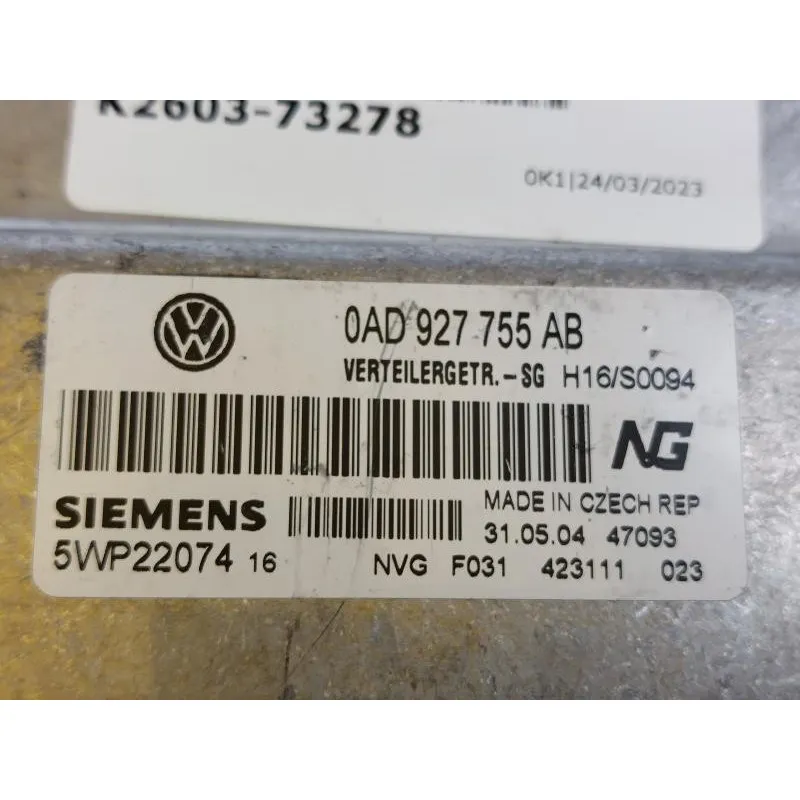 K2603-73278
0K1|24/03/2023
VW
0AD 927 755 AB
VERTEILERGETR.-SG H16/S0094
NG
SIEMENS
MADE IN CZECH REP
31.05.04 47093
5WP22074 16
NVG F031 423111 023